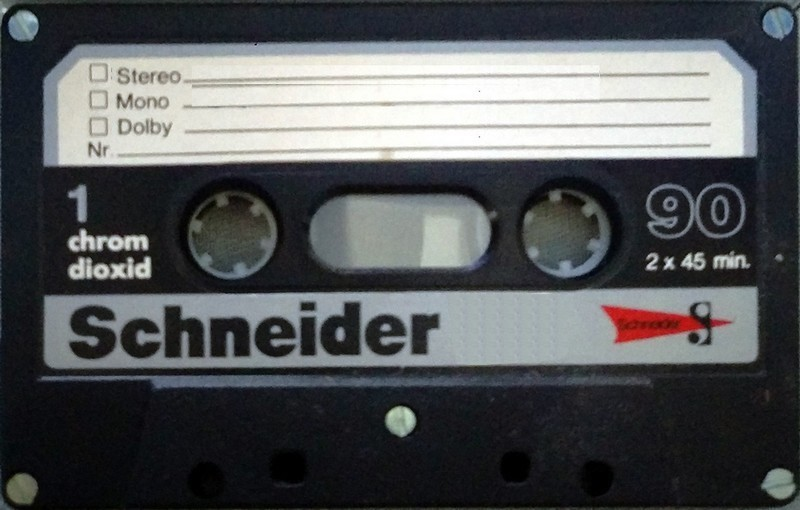 Stereo
Mono
Dolby
Nr.
1
chrom
dioxid
90
2 x 45 min.
Schneider
Schneider S